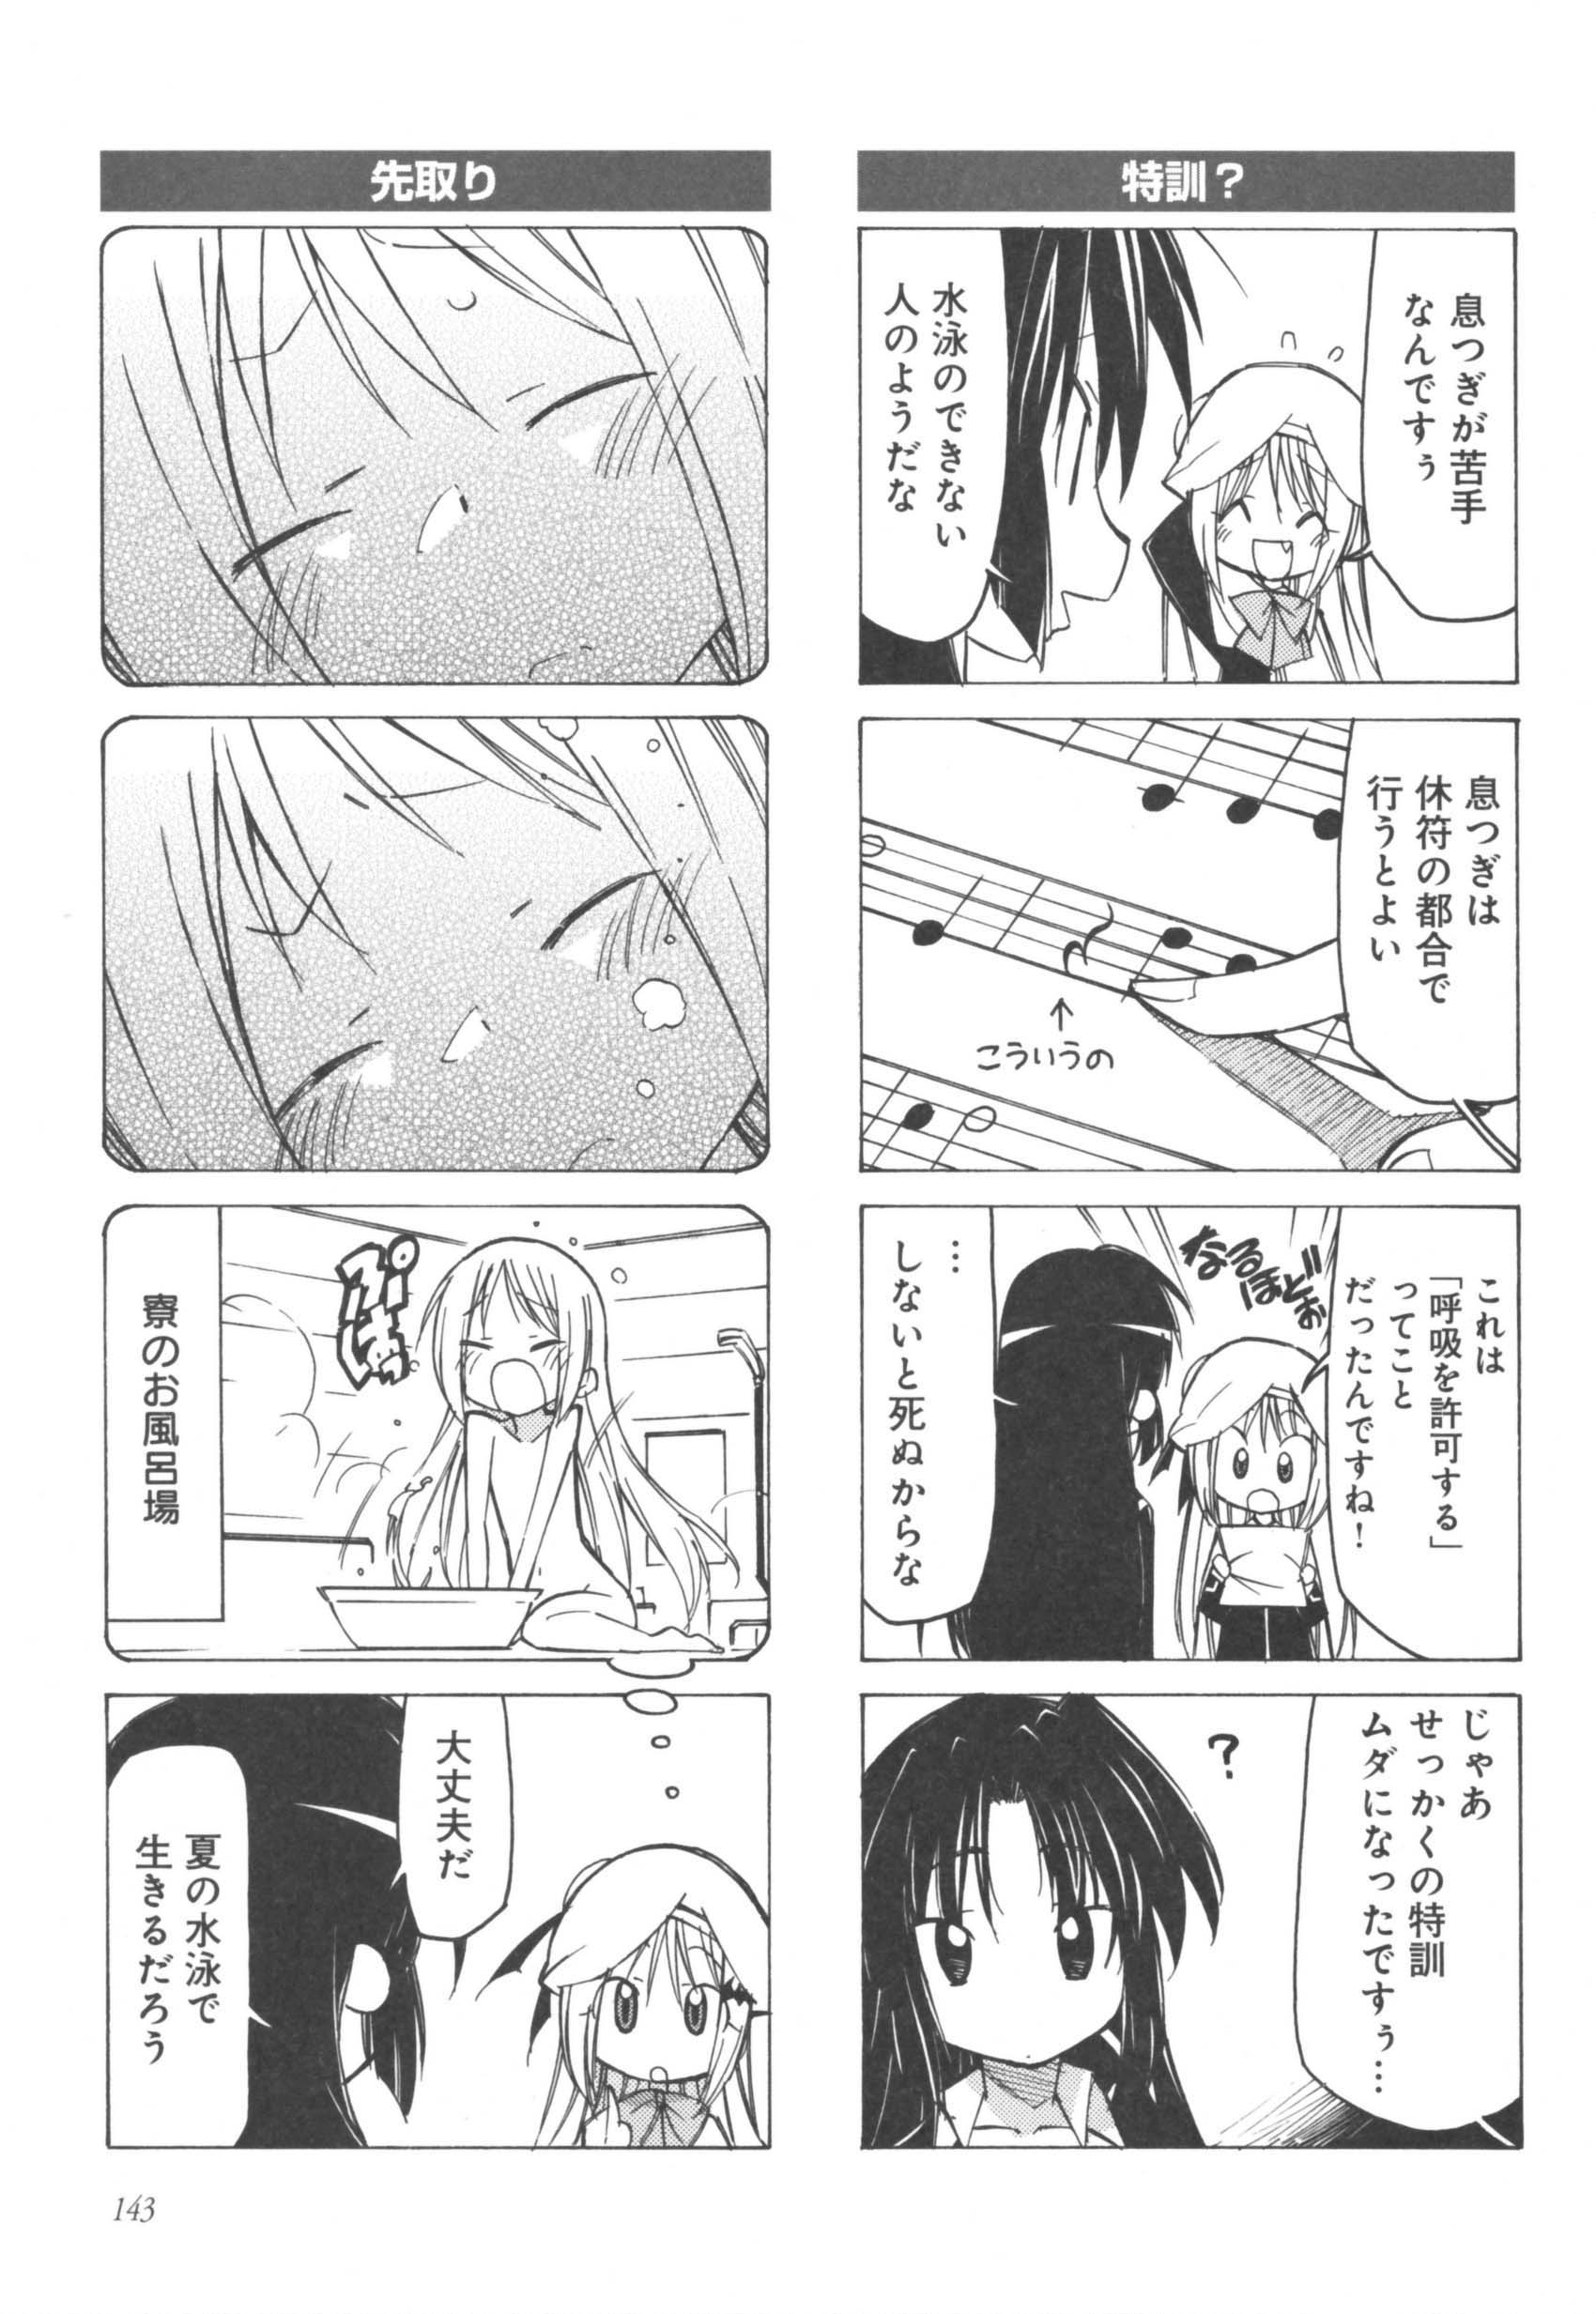 特訓?
息つぎが苦手
なんですぅ
水泳のできない
人のようだな
息つぎは
休符の都合で
行うとよい
↑
こういうの
これは
「呼吸を許可する」
ってこと
だったんですね!
なるほどぉ
…
しないと死ぬからな
じゃあ
せっかくの特訓
ムダになったですぅ…
?
先取り
ぷはぁっ
寮のお風呂場
大丈夫だ
夏の水泳で
生きるだろう
143